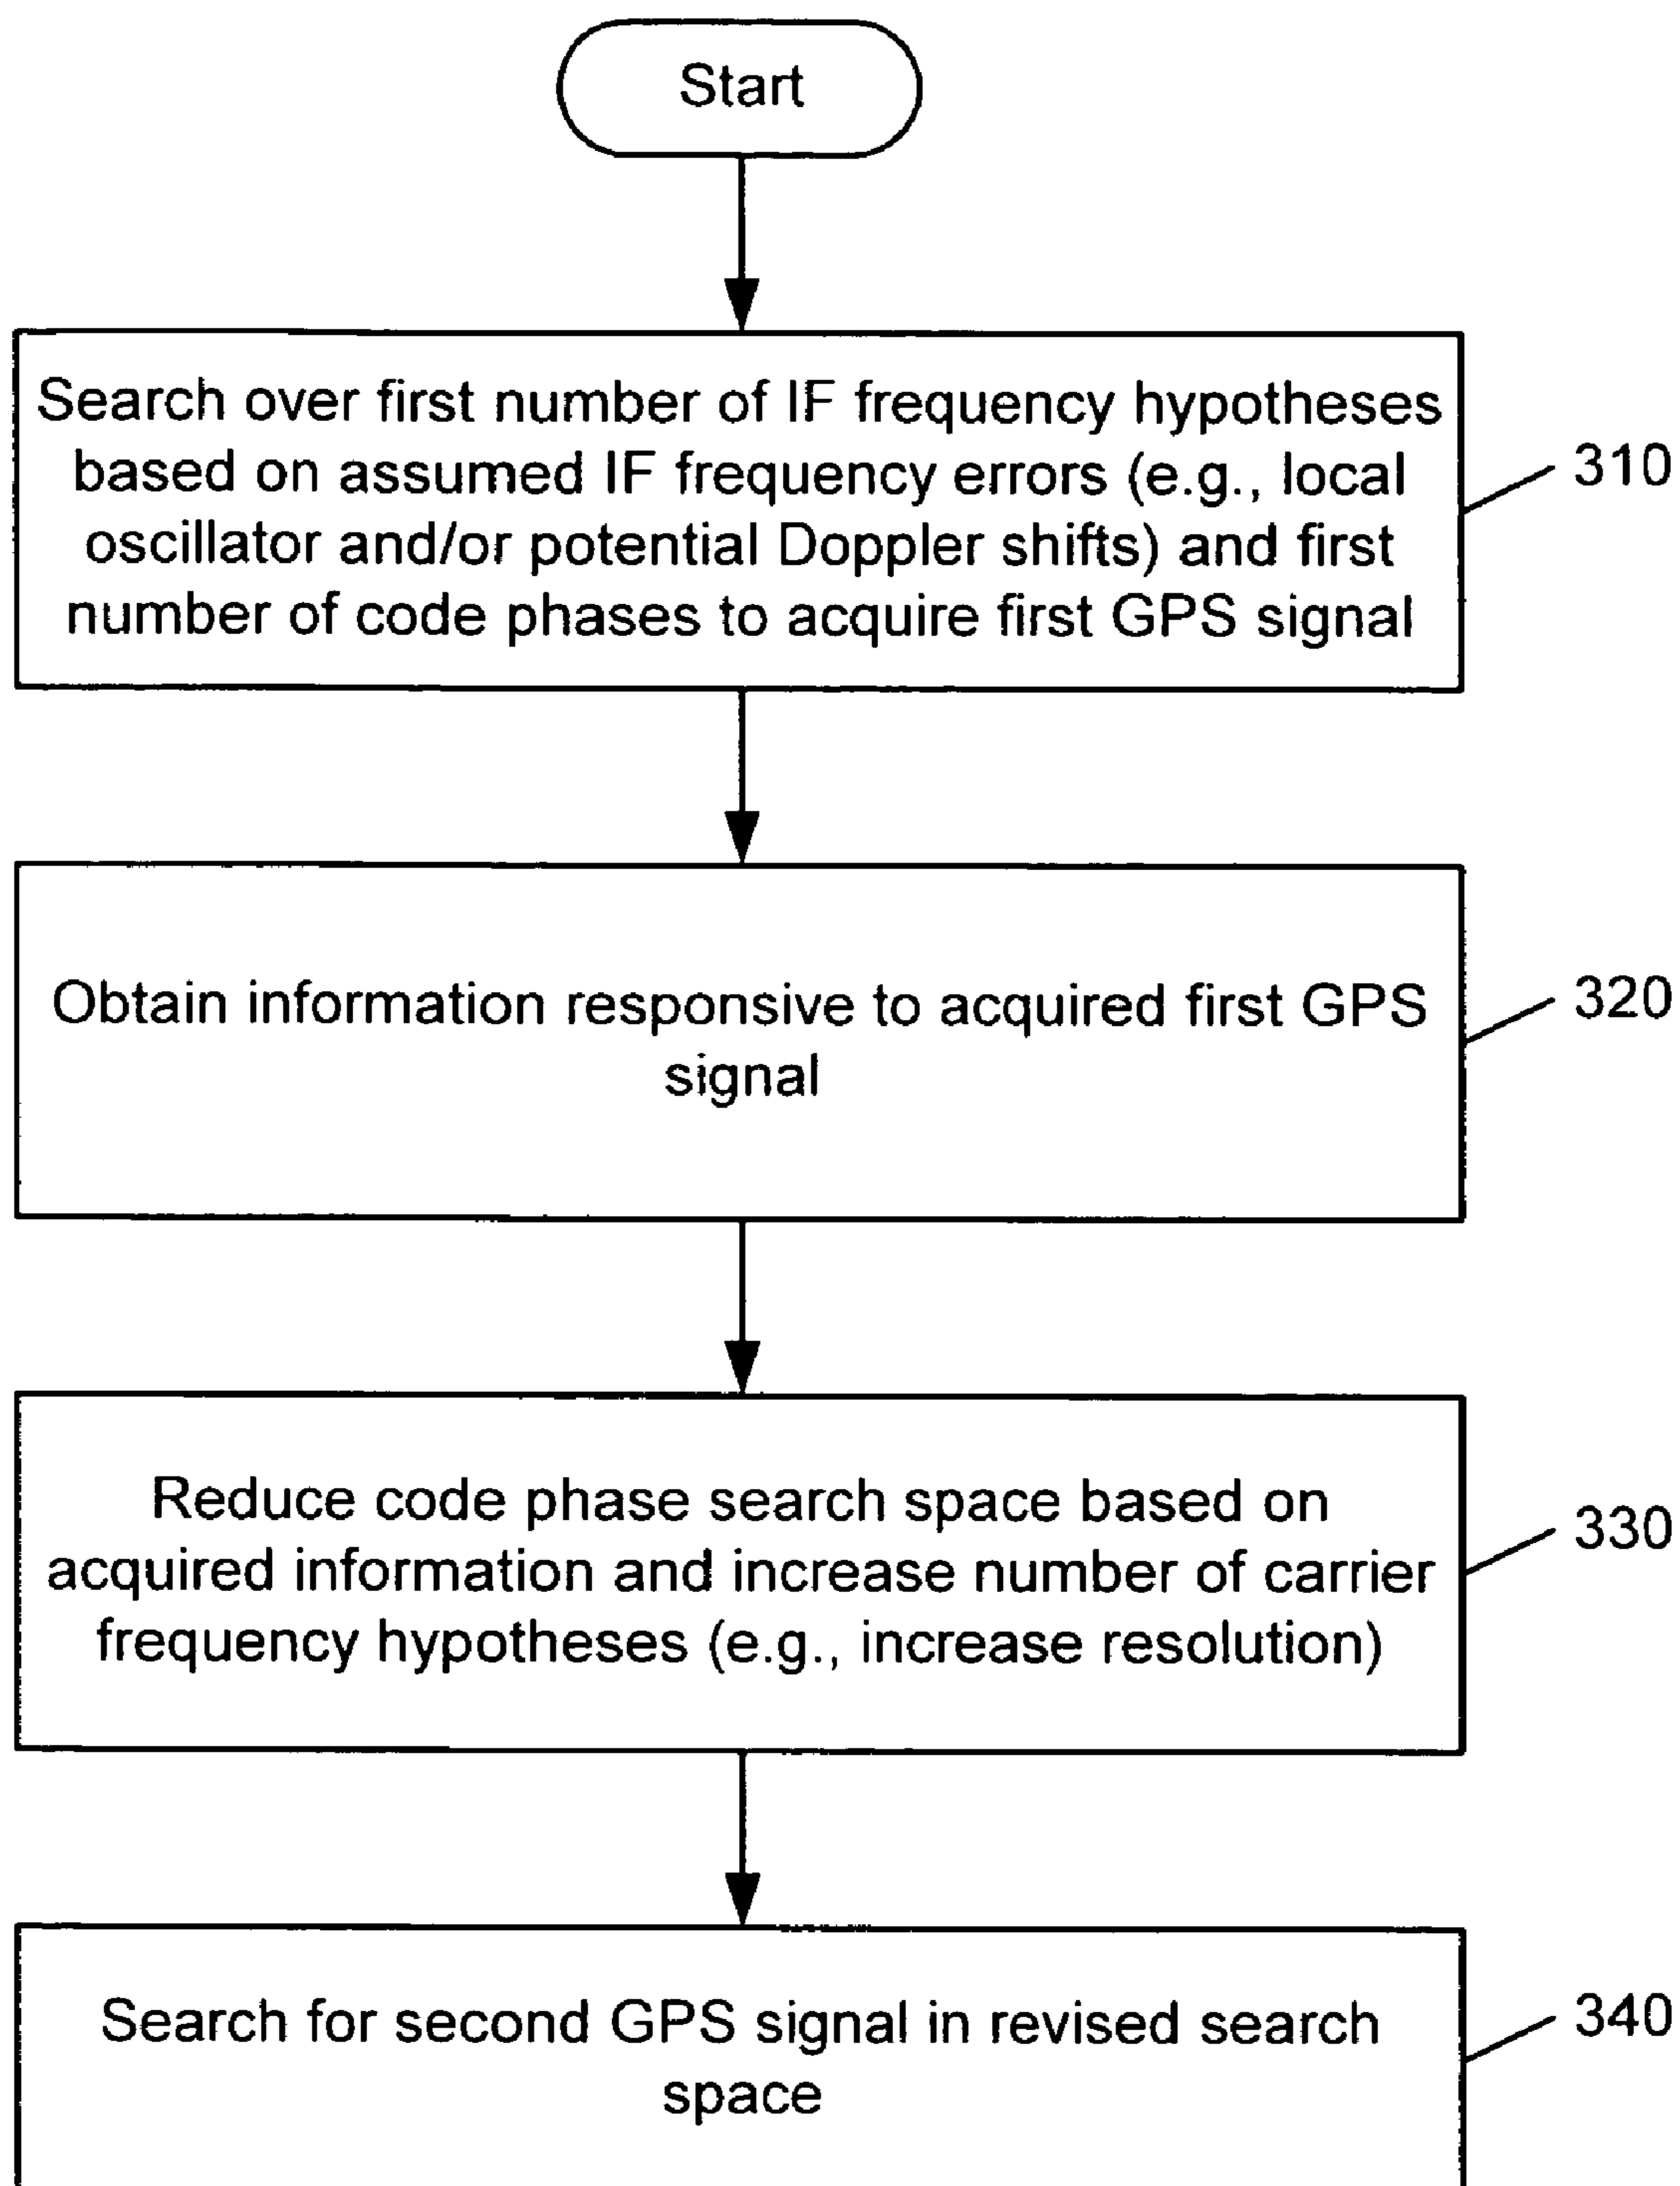 Start
Search over first number of IF frequency hypotheses
based on assumed IF frequency errors (e.g., local
oscillator and/or potential Doppler shifts) and first
number of code phases to acquire first GPS signal
310
Obtain information responsive to acquired first GPS
signal
320
Reduce code phase search space based on
acquired information and increase number of carrier
frequency hypotheses (e.g., increase resolution)
330
Search for second GPS signal in revised search
space
340